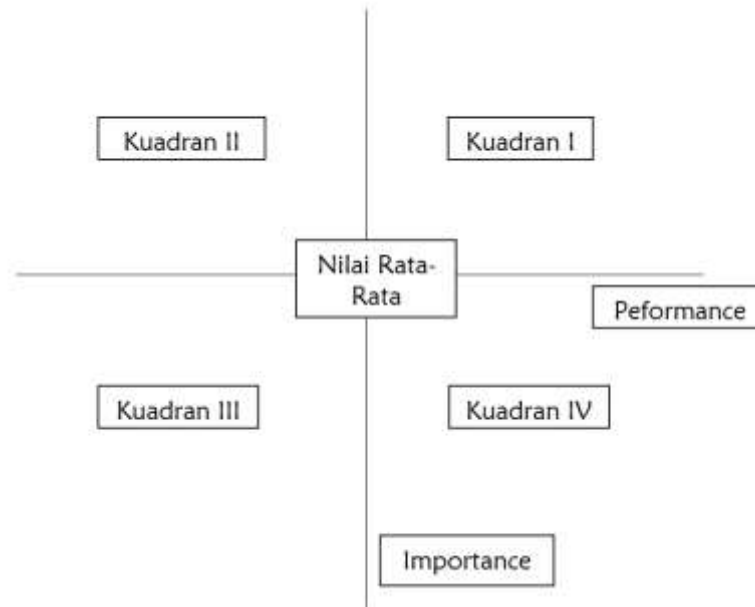 Kuadran II
Kuadran I
Nilai Rata-
Rata
Peformance
Kuadran III
Kuadran IV
Importance